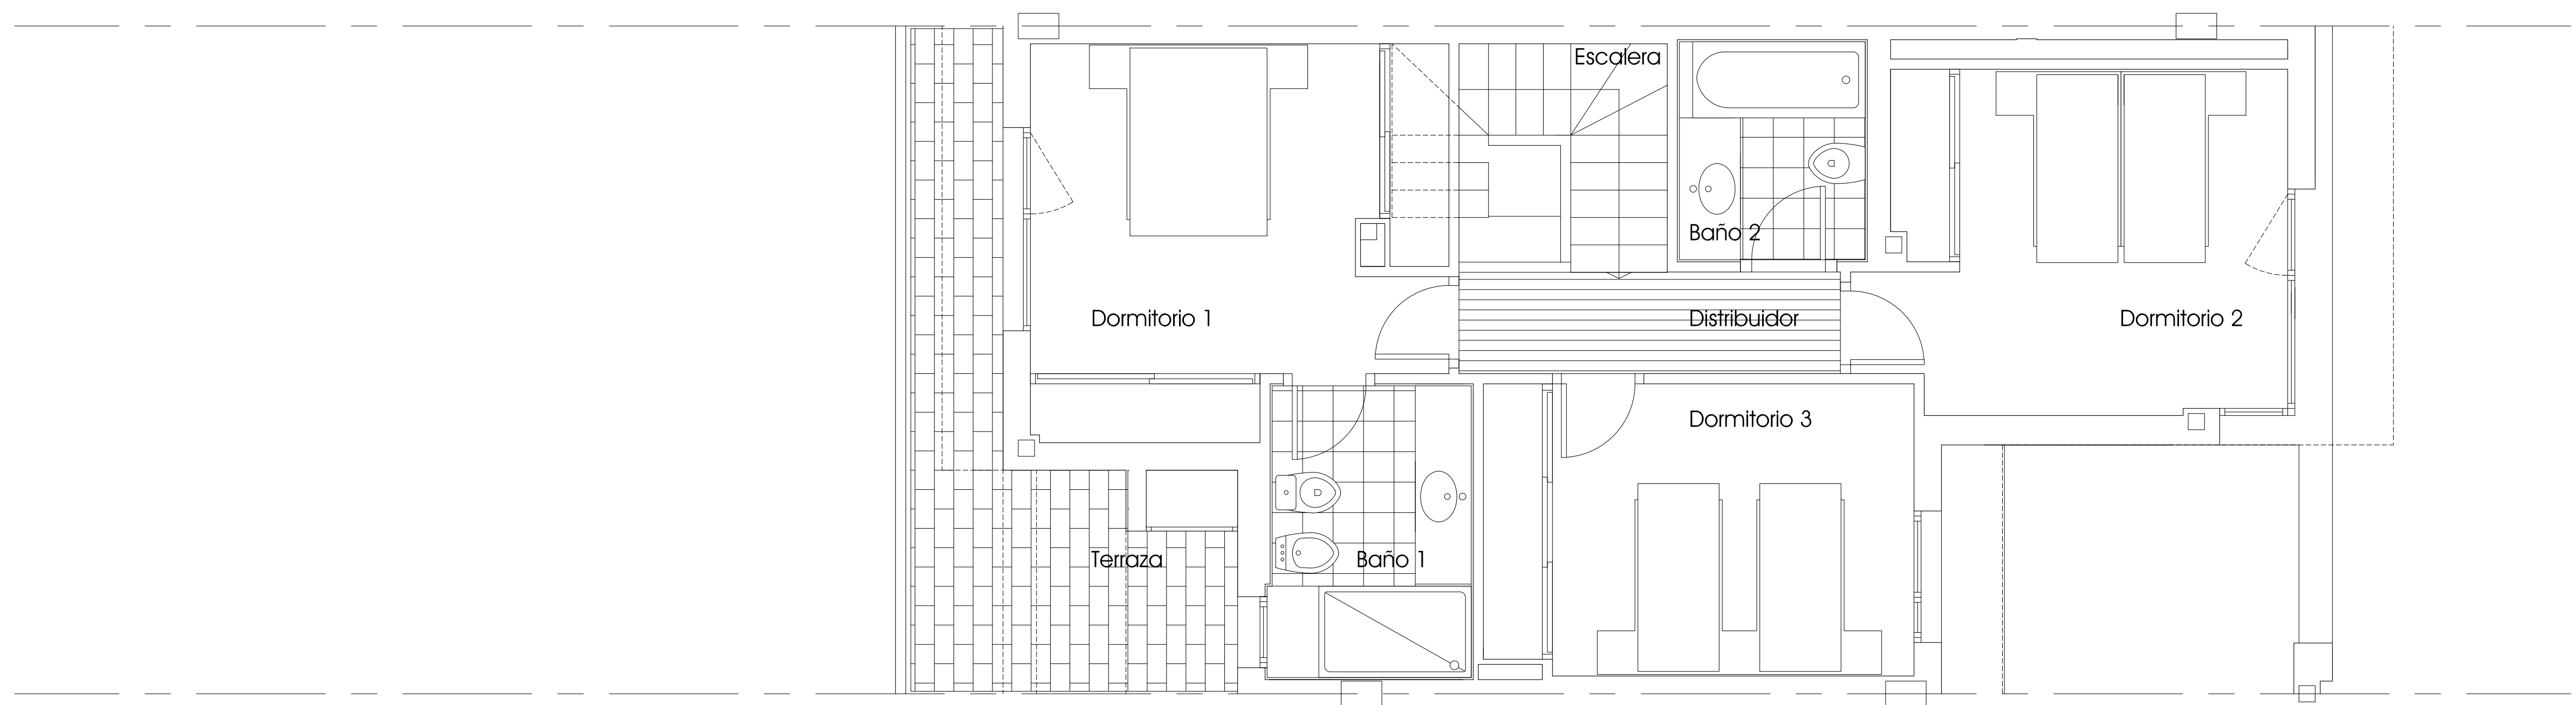 Escalera
Baño 2
Dormitorio 1
Distribuidor
Dormitorio 2
Dormitorio 3
Terraza
Baño 1